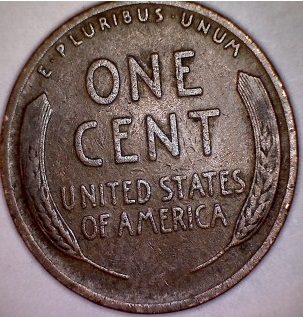 E·PLURIBUS·UNUM
ONE
CENT
UNITED STATES
OF AMERICA